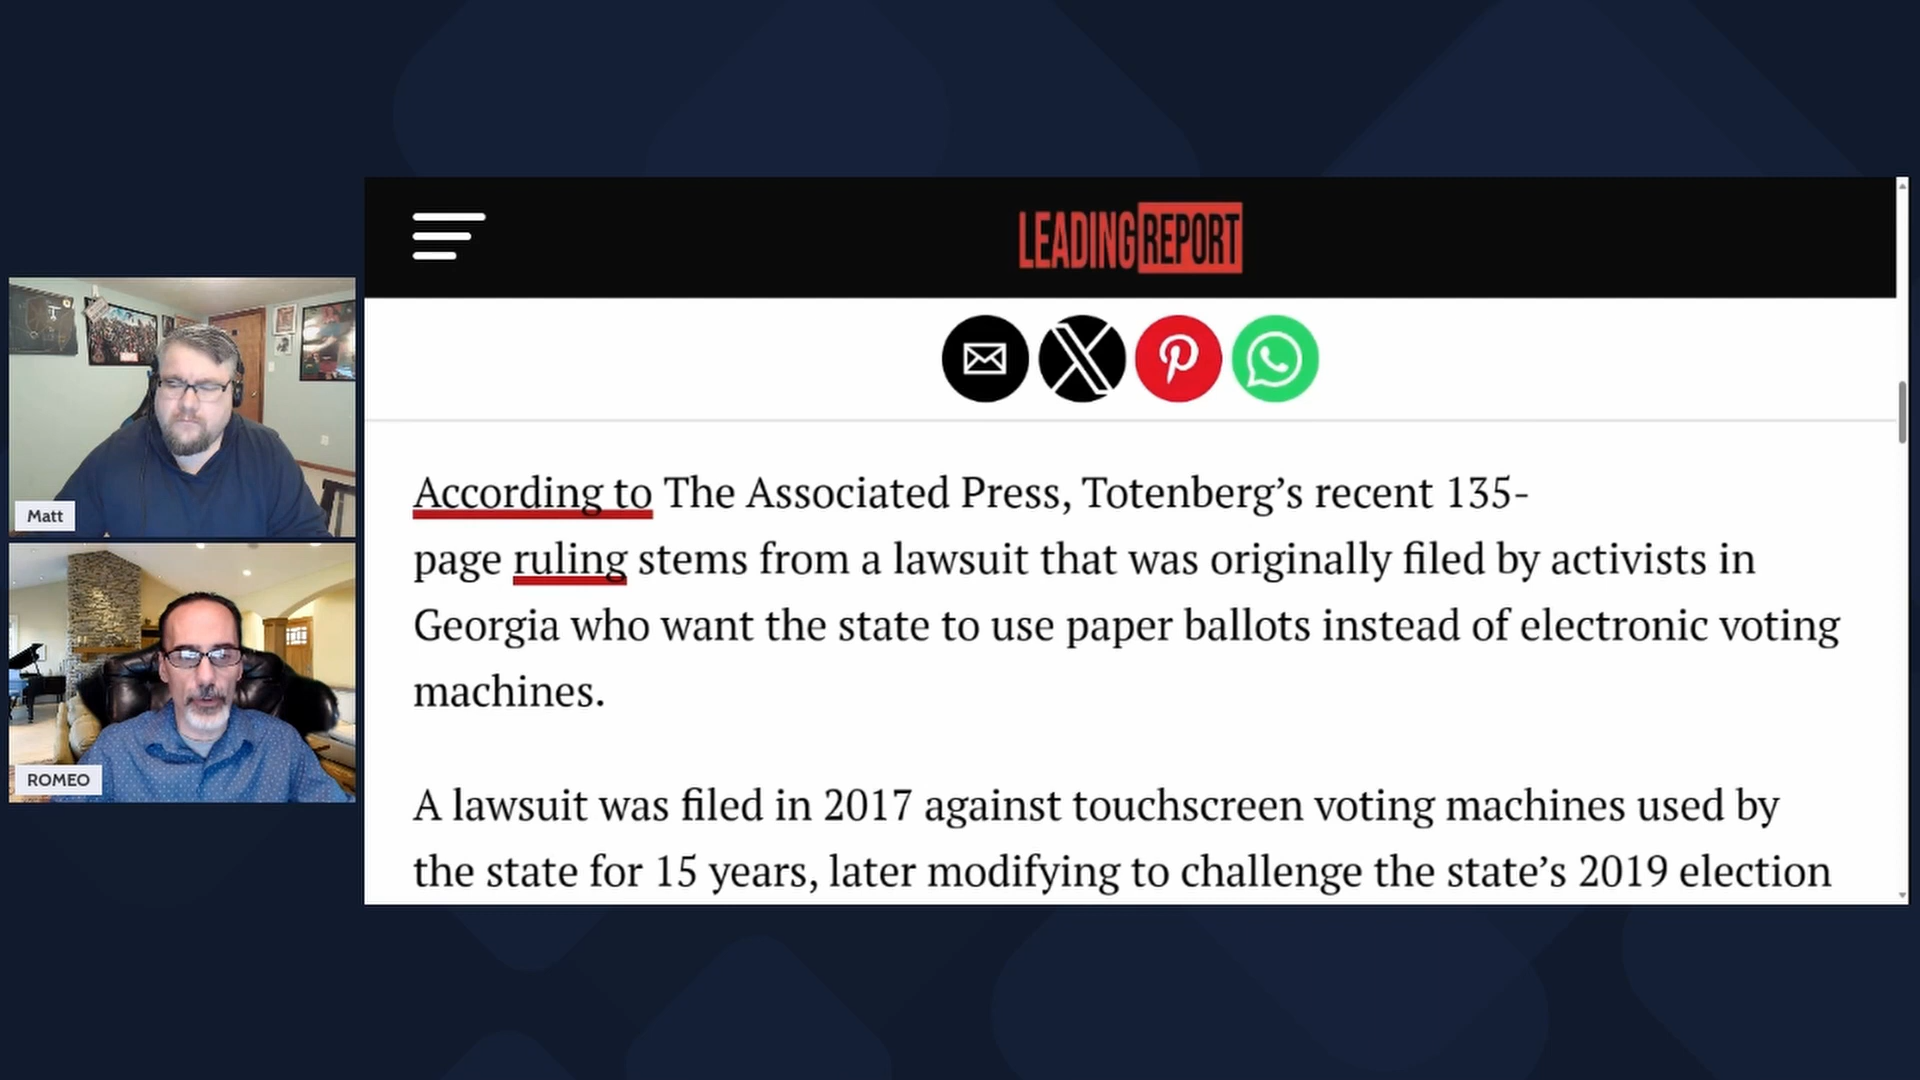 LEADING REPORT
According to The Associated Press, Totenberg’s recent 135-
page ruling stems from a lawsuit that was originally filed by activists in
Georgia who want the state to use paper ballots instead of electronic voting
machines.
A lawsuit was filed in 2017 against touchscreen voting machines used by
the state for 15 years, later modifying to challenge the state’s 2019 election
Matt
ROMEO